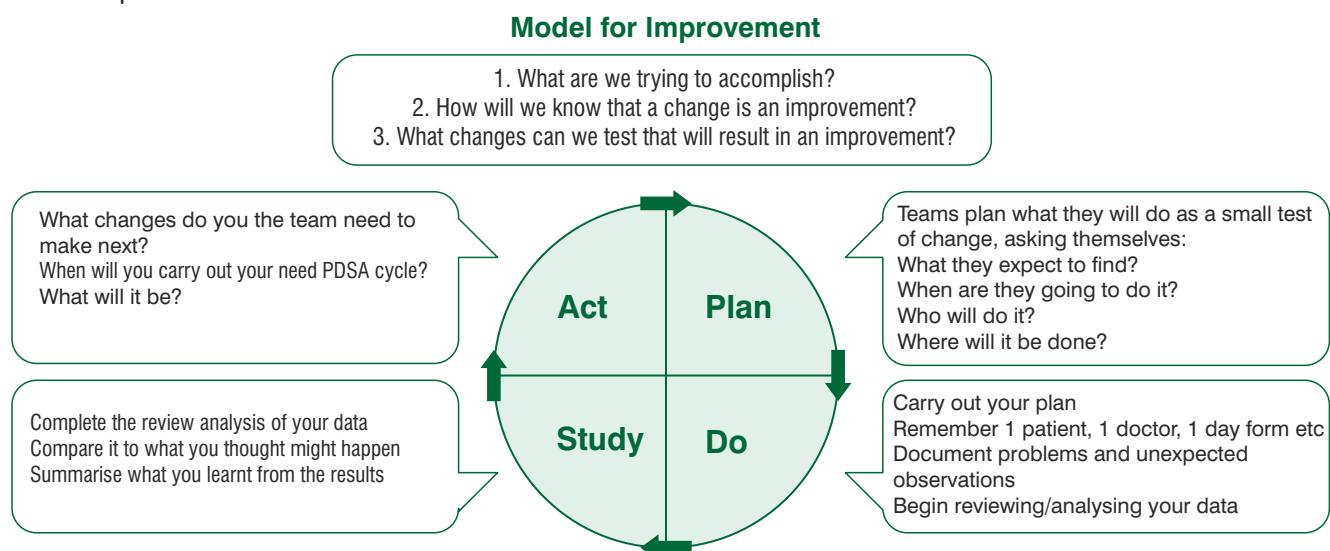 Model for Improvement
1. What are we trying to accomplish?
2. How will we know that a change is an improvement?
3. What changes can we test that will result in an improvement?
What changes do you the team need to
make next?
When will you carry out your need PDSA cycle?
What will it be?
Teams plan what they will do as a small test
of change, asking themselves:
What they expect to find?
When are they going to do it?
Who will do it?
Where will it be done?
Act
Plan
Study
Do
Complete the review analysis of your data
Compare it to what you thought might happen
Summarise what you learnt from the results
Carry out your plan
Remember 1 patient, 1 doctor, 1 day form etc
Document problems and unexpected
observations
Begin reviewing/analysing your data